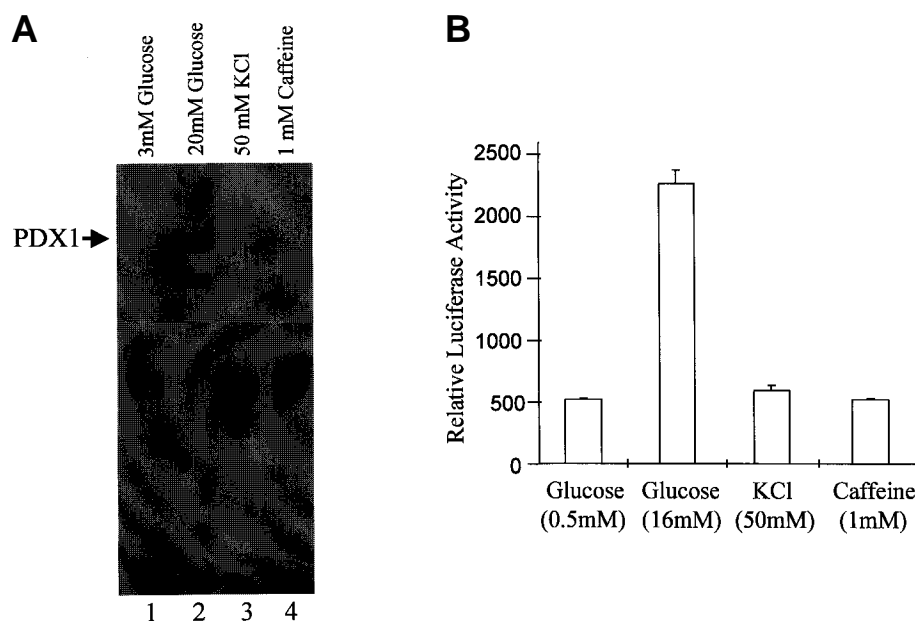 A
3mM Glucose
20mM Glucose
50 mM KCl
1 mM Caffeine
PDX1
1 2 3 4
B
Relative Luciferase Activity
2500
2000
1500
1000
500
0
Glucose Glucose KCl Caffeine
(0.5mM) (16mM) (50mM) (1mM)